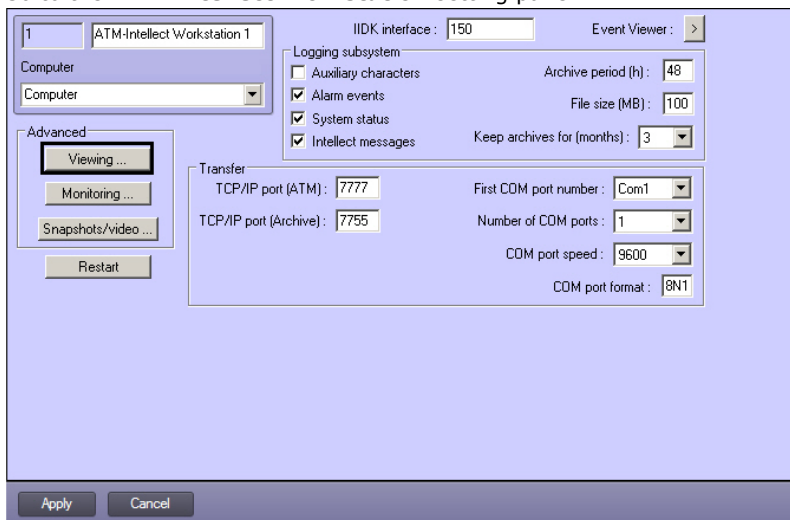 1 ATM-Intellect Workstation 1
Computer
Computer
IIDK interface : 150
Event Viewer : >
Logging subsystem
Auxiliary characters
Alarm events
System status
Intellect messages
Archive period (h) : 48
File size (MB) : 100
Keep archives for (months) : 3
Advanced
Viewing ...
Monitoring ...
Snapshots/video ...
Restart
Transfer
TCP/IP port (ATM) : 7777
TCP/IP port (Archive) : 7755
First COM port number : Com1
Number of COM ports : 1
COM port speed : 9600
COM port format : 8N1
Apply Cancel